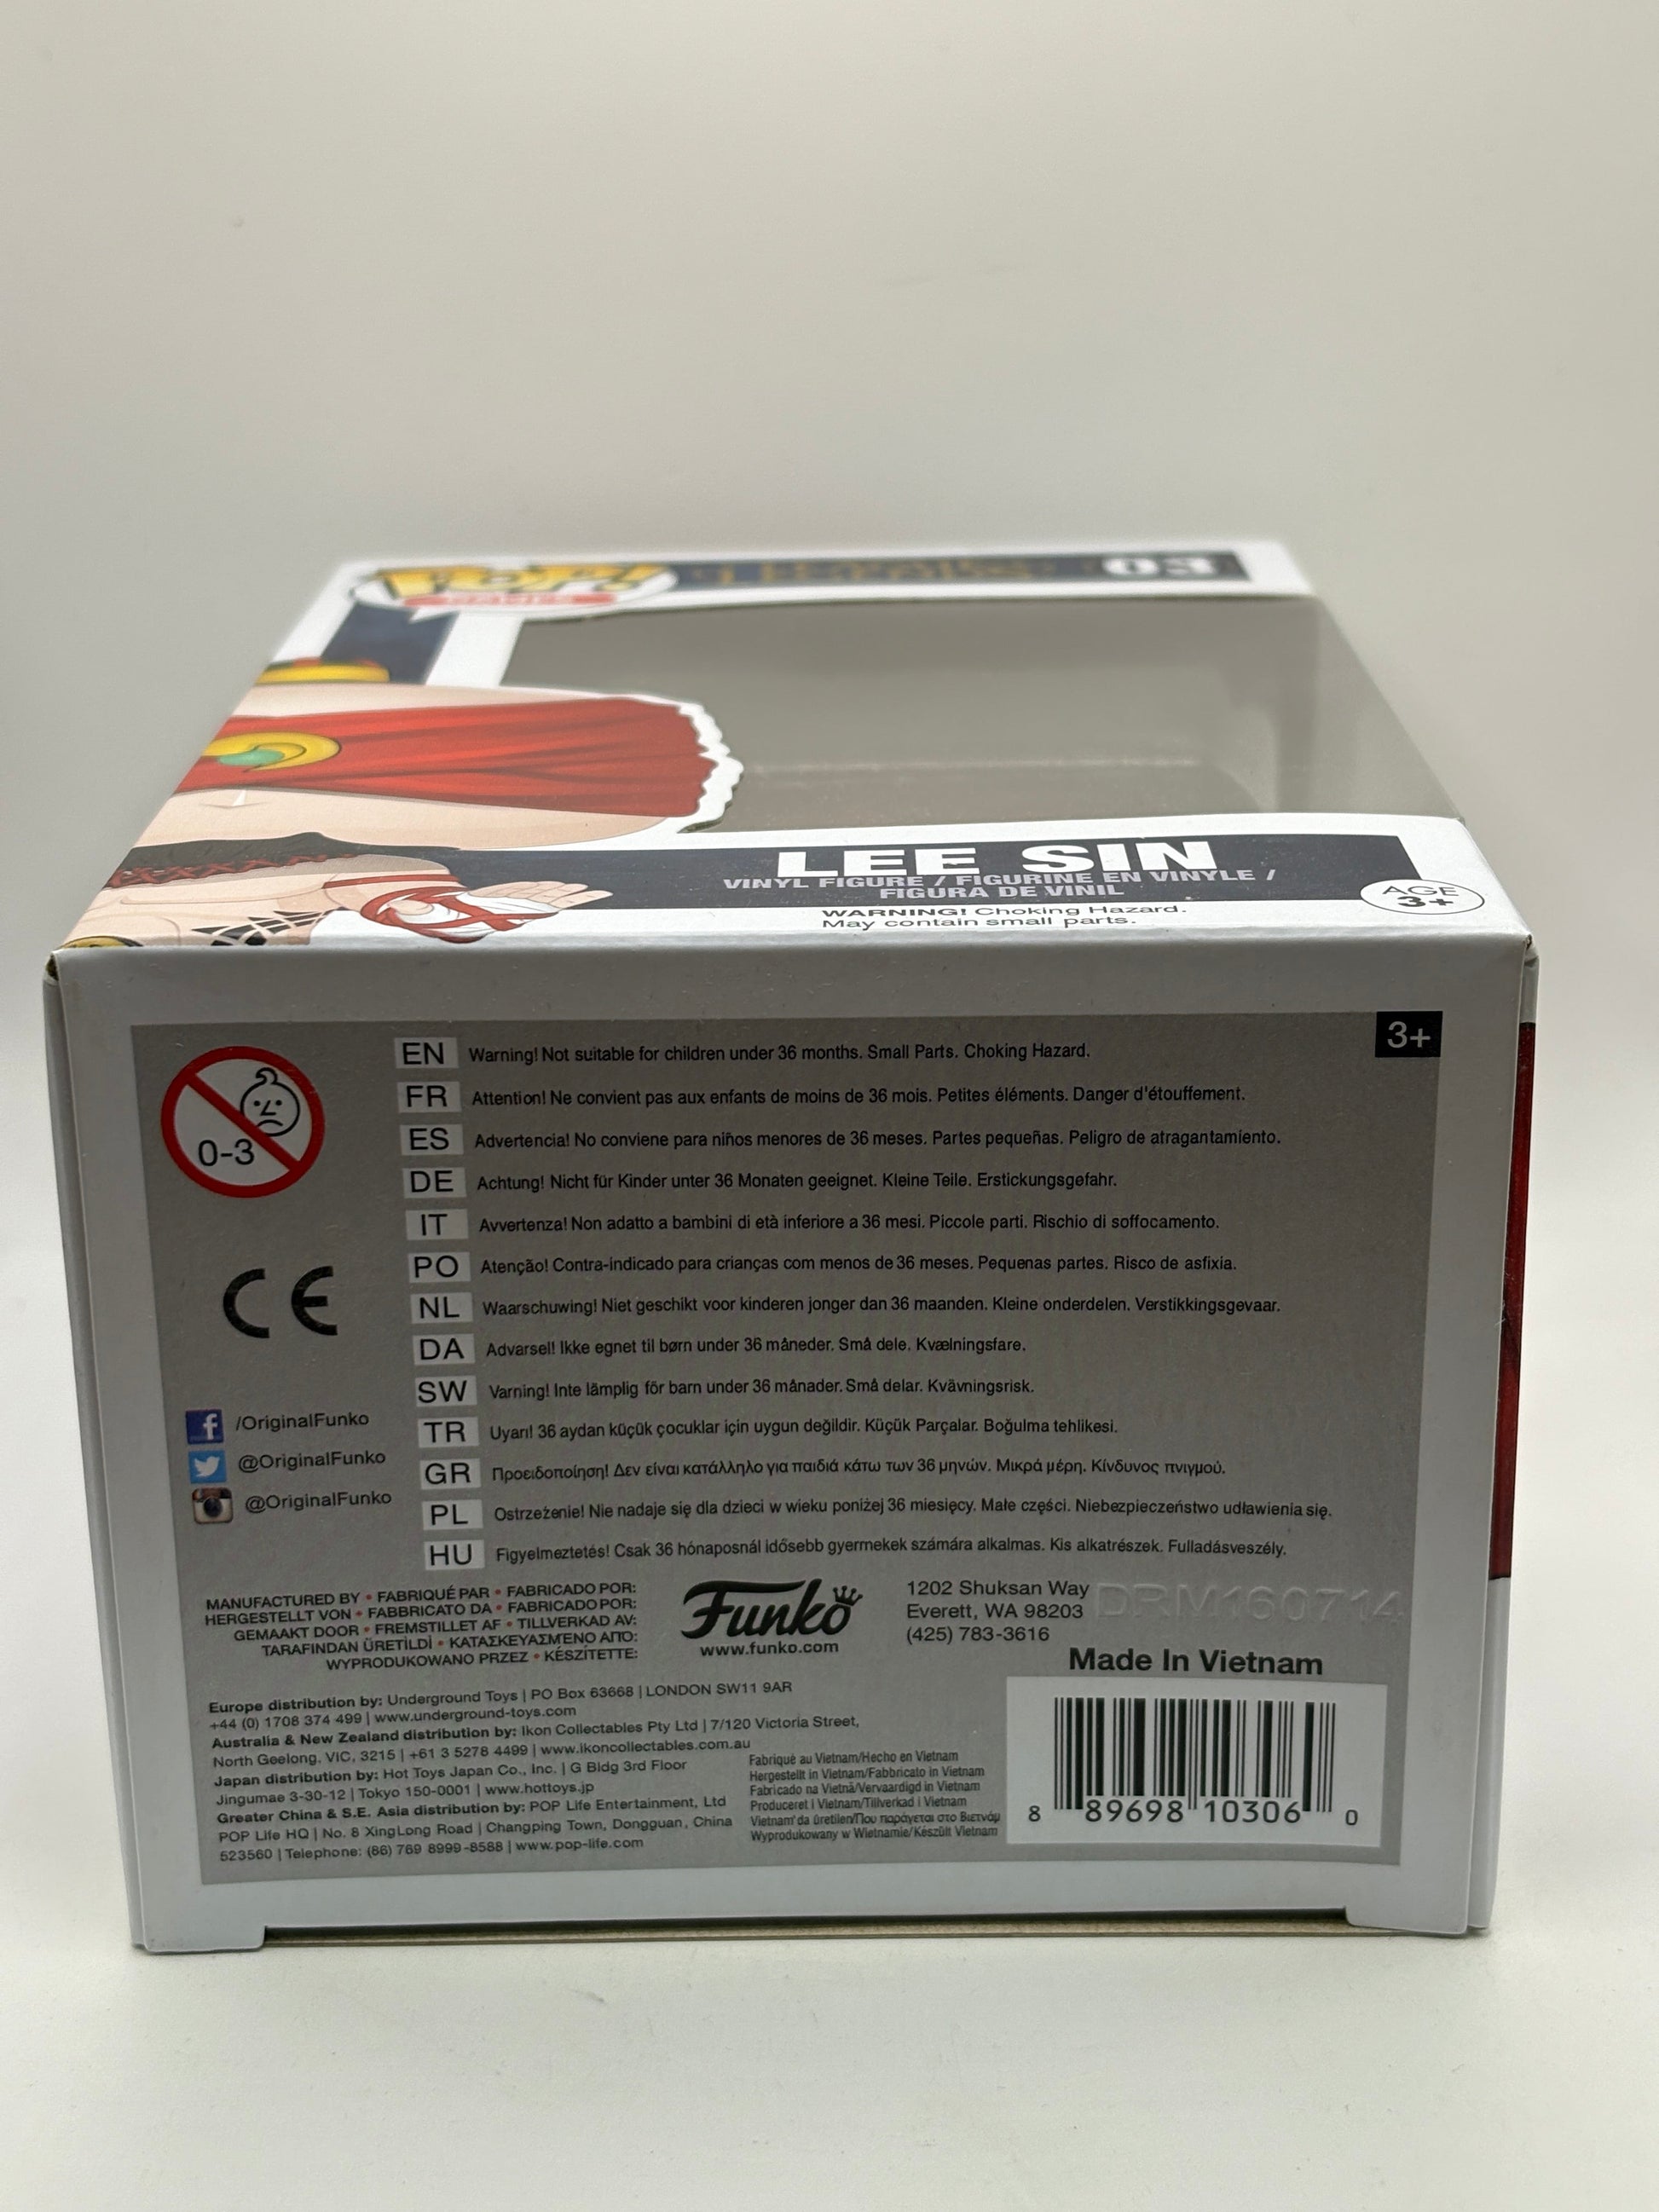 POP!
GAMES
LEAGUE OF LEGENDS
03
LEE SIN
VINYL FIGURE / FIGURINE EN VINYLE /
FIGURA DE VINIL
WARNING! Choking Hazard.
May contain small parts.
AGE
3+
3+
0-3
EN Warning! Not suitable for children under 36 months. Small Parts. Choking Hazard.
FR Attention! Ne convient pas aux enfants de moins de 36 mois. Petites éléments. Danger d'étouffement.
ES Advertencia! No conviene para niños menores de 36 meses. Partes pequeñas. Peligro de atragantamiento.
DE Achtung! Nicht für Kinder unter 36 Monaten geeignet. Kleine Teile. Erstickungsgefahr.
IT Avvertenza! Non adatto a bambini di età inferiore a 36 mesi. Piccole parti. Rischio di soffocamento.
PO Atenção! Contra-indicado para crianças com menos de 36 meses. Pequenas partes. Risco de asfixia.
NL Waarschuwing! Niet geschikt voor kinderen jonger dan 36 maanden. Kleine onderdelen. Verstikkingsgevaar.
DA Advarsel! Ikke egnet til børn under 36 måneder. Små dele. Kvælningsfare.
SW Varning! Inte lämplig för barn under 36 månader. Små delar. Kvävningsrisk.
TR Uyarı! 36 aydan küçük çocuklar için uygun değildir. Küçük Parçalar. Boğulma tehlikesi.
GR Προειδοποίηση! Δεν είναι κατάλληλο για παιδιά κάτω των 36 μηνών. Μικρά μέρη. Κίνδυνος πνιγμού.
PL Ostrzeżenie! Nie nadaje się dla dzieci w wieku poniżej 36 miesięcy. Małe części. Niebezpieczeństwo udławienia się.
HU Figyelmeztetés! Csak 36 hónaposnál idősebb gyermekek számára alkalmas. Kis alkatrészek. Fulladásveszély.
CE
/OriginalFunko
@OriginalFunko
@OriginalFunko
MANUFACTURED BY • FABRIQUÉ PAR • FABRICADO POR:
HERGESTELLT VON • FABBRICATO DA • FABRICADO POR:
GEMAAKT DOOR • FREMSTILLET AF • TILLVERKAD AV:
TARAFINDAN ÜRETİLDİ • ΚΑΤΑΣΚΕΥΑΣΜΈΝΟ ΑΠΌ:
WYPRODUKOWANO PRZEZ • KÉSZÍTETTE:
Funko
www.funko.com
1202 Shuksan Way
Everett, WA 98203
(425) 783-3616
DRM160714
Made In Vietnam
Europe distribution by: Underground Toys | PO Box 63668 | LONDON SW11 9AR
+44 (0) 1708 374 499 | www.underground-toys.com
Australia & New Zealand distribution by: Ikon Collectables Pty Ltd | 7/120 Victoria Street,
North Geelong, VIC, 3215 | +61 3 5278 4499 | www.ikoncollectables.com.au
Japan distribution by: Hot Toys Japan Co., Inc. | G Bldg 3rd Floor
Jingumae 3-30-12 | Tokyo 150-0001 | www.hottoys.jp
Greater China & S.E. Asia distribution by: POP Life Entertainment, Ltd
POP Life HQ | No. 8 XingLong Road | Changping Town, Dongguan, China
523560 | Telephone: (86) 769 8999-8588 | www.pop-life.com
Fabriqué au Vietnam/Hecho en Vietnam
Hergestellt in Vietnam/Fabbricato in Vietnam
Fabricado na Vietnã/Vervaardigd in Vietnam
Produceret i Vietnam/Tillverkad i Vietnam
Vietnam'da üretilen/Που παράγεται στο Βιετνάμ
Wyprodukowany w Wietnamie/Készült Vietnam
8 89698 10306 0